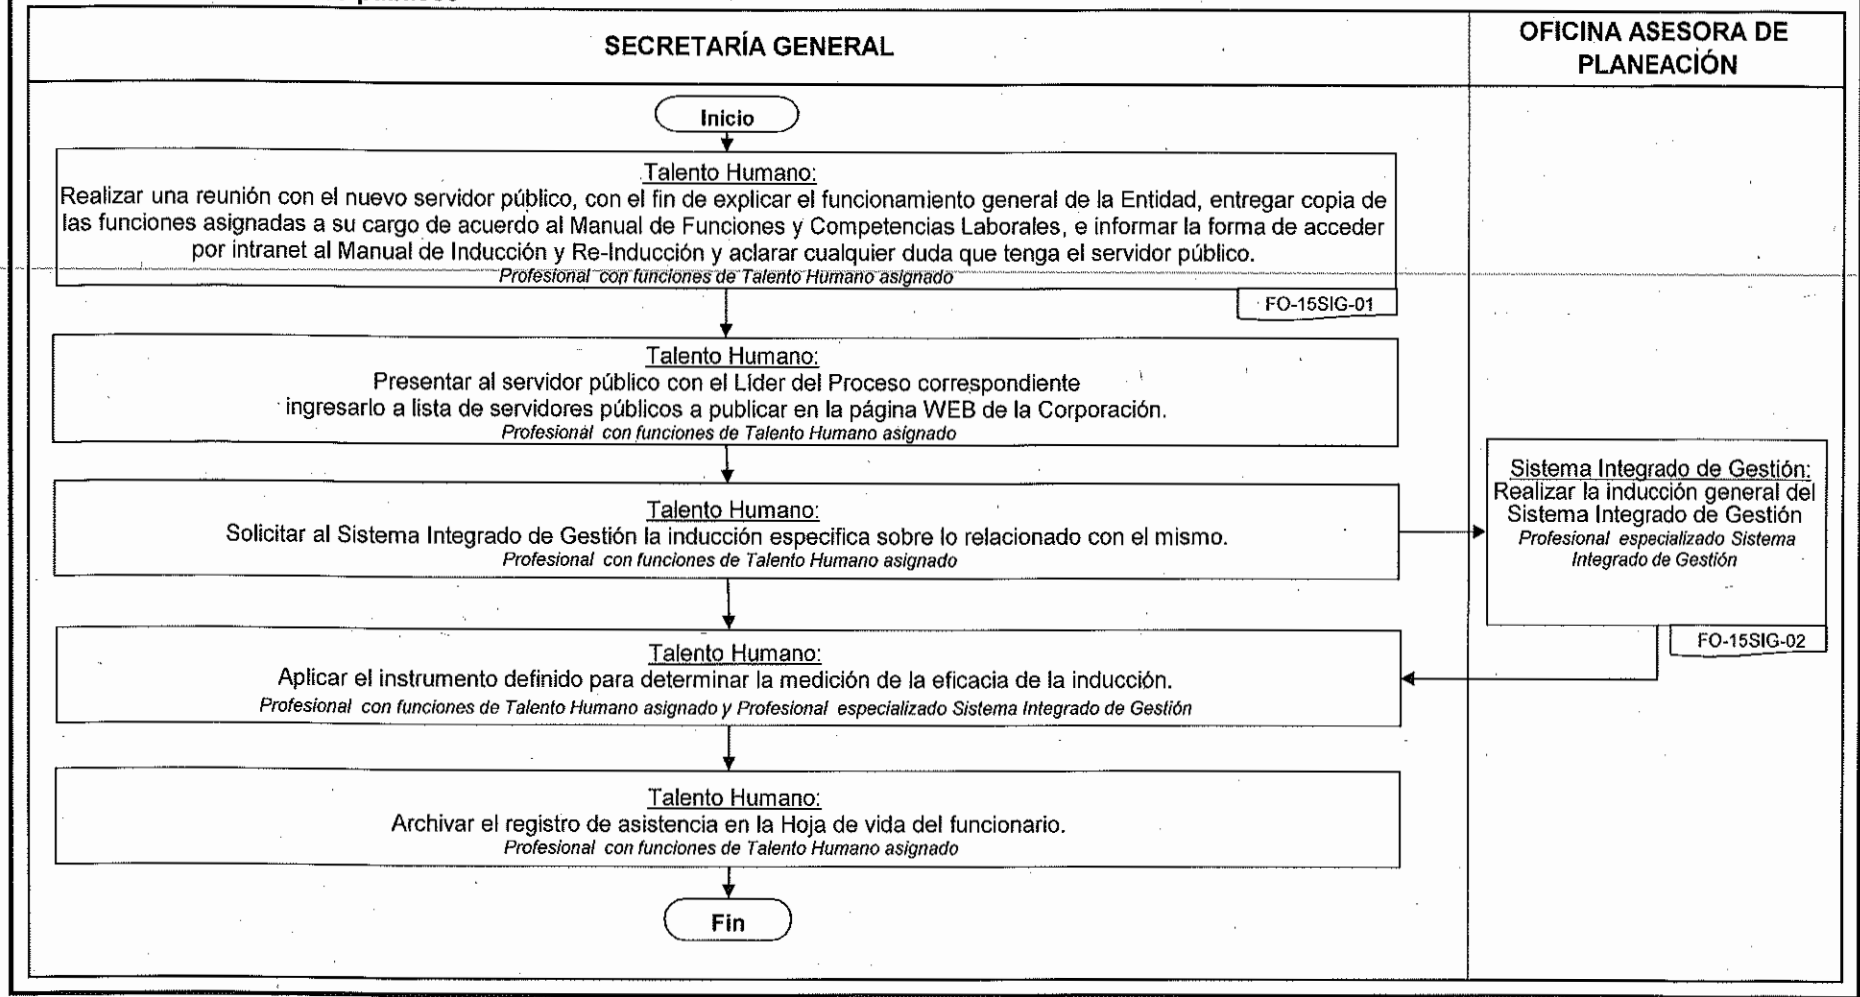 SECRETARÍA GENERAL
OFICINA ASESORA DE
PLANEACIÓN
Inicio
Talento Humano:
Realizar una reunión con el nuevo servidor público, con el fin de explicar el funcionamiento general de la Entidad, entregar copia de
las funciones asignadas a su cargo de acuerdo al Manual de Funciones y Competencias Laborales, e informar la forma de acceder
por intranet al Manual de Inducción y Re-Inducción y aclarar cualquier duda que tenga el servidor público.
Profesional con funciones de Talento Humano asignado
FO-15SIG-01
Talento Humano:
Presentar al servidor público con el Líder del Proceso correspondiente
ingresarlo a lista de servidores públicos a publicar en la página WEB de la Corporación.
Profesional con funciones de Talento Humano asignado
Talento Humano:
Solicitar al Sistema Integrado de Gestión la inducción especifica sobre lo relacionado con el mismo.
Profesional con funciones de Talento Humano asignado
Sistema Integrado de Gestión:
Realizar la inducción general del
Sistema Integrado de Gestión
Profesional especializado Sistema
Integrado de Gestión
FO-15SIG-02
Talento Humano:
Aplicar el instrumento definido para determinar la medición de la eficacia de la inducción.
Profesional con funciones de Talento Humano asignado y Profesional especializado Sistema Integrado de Gestión
Talento Humano:
Archivar el registro de asistencia en la Hoja de vida del funcionario.
Profesional con funciones de Talento Humano asignado
Fin